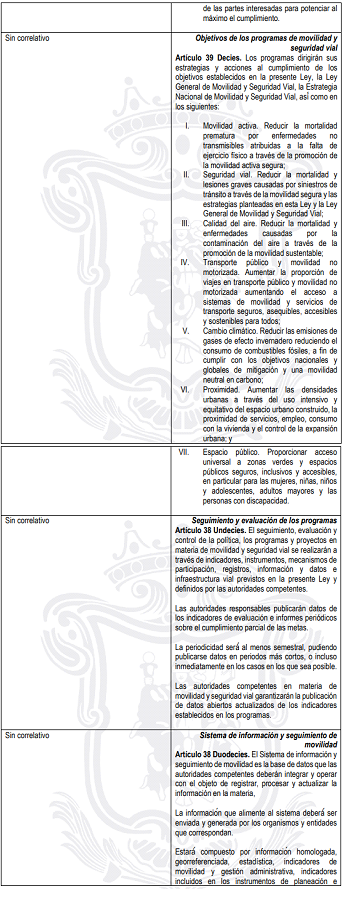 de las partes interesadas para potenciar al
máximo el cumplimiento.
Sin correlativo
Objetivos de los programas de movilidad y
seguridad vial
Artículo 39 Decies. Los programas dirigirán sus
estrategias y acciones al cumplimiento de los
objetivos establecidos en la presente Ley, la Ley
General de Movilidad y Seguridad Vial, la Estrategia
Nacional de Movilidad y Seguridad Vial, así como en
los siguientes:
I. Movilidad activa. Reducir la mortalidad
prematura por enfermedades no
transmisibles atribuidas a la falta de
ejercicio físico a través de la promoción de
la movilidad activa segura;
II. Seguridad vial. Reducir la mortalidad y
lesiones graves causadas por siniestros de
tránsito a través de la movilidad segura y las
estrategias planteadas en esta Ley y la Ley
General de Movilidad y Seguridad Vial;
III. Calidad del aire. Reducir la mortalidad y
enfermedades causadas por la
contaminación del aire a través de la
promoción de la movilidad sustentable;
IV. Transporte público y movilidad no
motorizada. Aumentar la proporción de
viajes en transporte público y movilidad no
motorizada aumentando el acceso a
sistemas de movilidad y servicios de
transporte seguros, asequibles, accesibles
y sostenibles para todos;
V. Cambio climático. Reducir las emisiones de
gases de efecto invernadero reduciendo el
consumo de combustibles fósiles, a fin de
cumplir con los objetivos nacionales y
globales de mitigación y una movilidad
neutral en carbono;
VI. Proximidad. Aumentar las densidades
urbanas a través del uso intensivo y
equitativo del espacio urbano construido, la
proximidad de servicios, empleo, consumo
con la vivienda y el control de la expansión
urbana; y
VII. Espacio público. Proporcionar acceso
universal a zonas verdes y espacios
públicos seguros, inclusivos y accesibles,
en particular para las mujeres, niñas, niños
y adolescentes, adultos mayores y las
personas con discapacidad.
Sin correlativo
Seguimiento y evaluación de los programas
Artículo 38 Undecies. El seguimiento, evaluación y
control de la política, los programas y proyectos en
materia de movilidad y seguridad vial se realizarán a
través de indicadores, instrumentos, mecanismos de
participación, registros, información y datos e
infraestructura vial previstos en la presente Ley y
definidos por las autoridades competentes.
Las autoridades responsables publicarán datos de
los indicadores de evaluación e informes periódicos
sobre el cumplimiento parcial de las metas.
La periodicidad será al menos semestral, pudiendo
publicarse datos en periodos más cortos, o incluso
inmediatamente en los casos en los que sea posible.
Las autoridades competentes en materia de
movilidad y seguridad vial garantizarán la publicación
de datos abiertos actualizados de los indicadores
establecidos en los programas.
Sin correlativo
Sistema de información y seguimiento de
movilidad
Artículo 38 Duodecies. El Sistema de información y
seguimiento de movilidad es la base de datos que las
autoridades competentes deberán integrar y operar
con el objeto de registrar, procesar y actualizar la
información en la materia,
La información que alimente al sistema deberá ser
enviada y generada por los organismos y entidades
que correspondan.
Estará compuesto por información homologada,
georreferenciada, estadística, indicadores de
movilidad y gestión administrativa, indicadores
incluidos en los instrumentos de planeación e